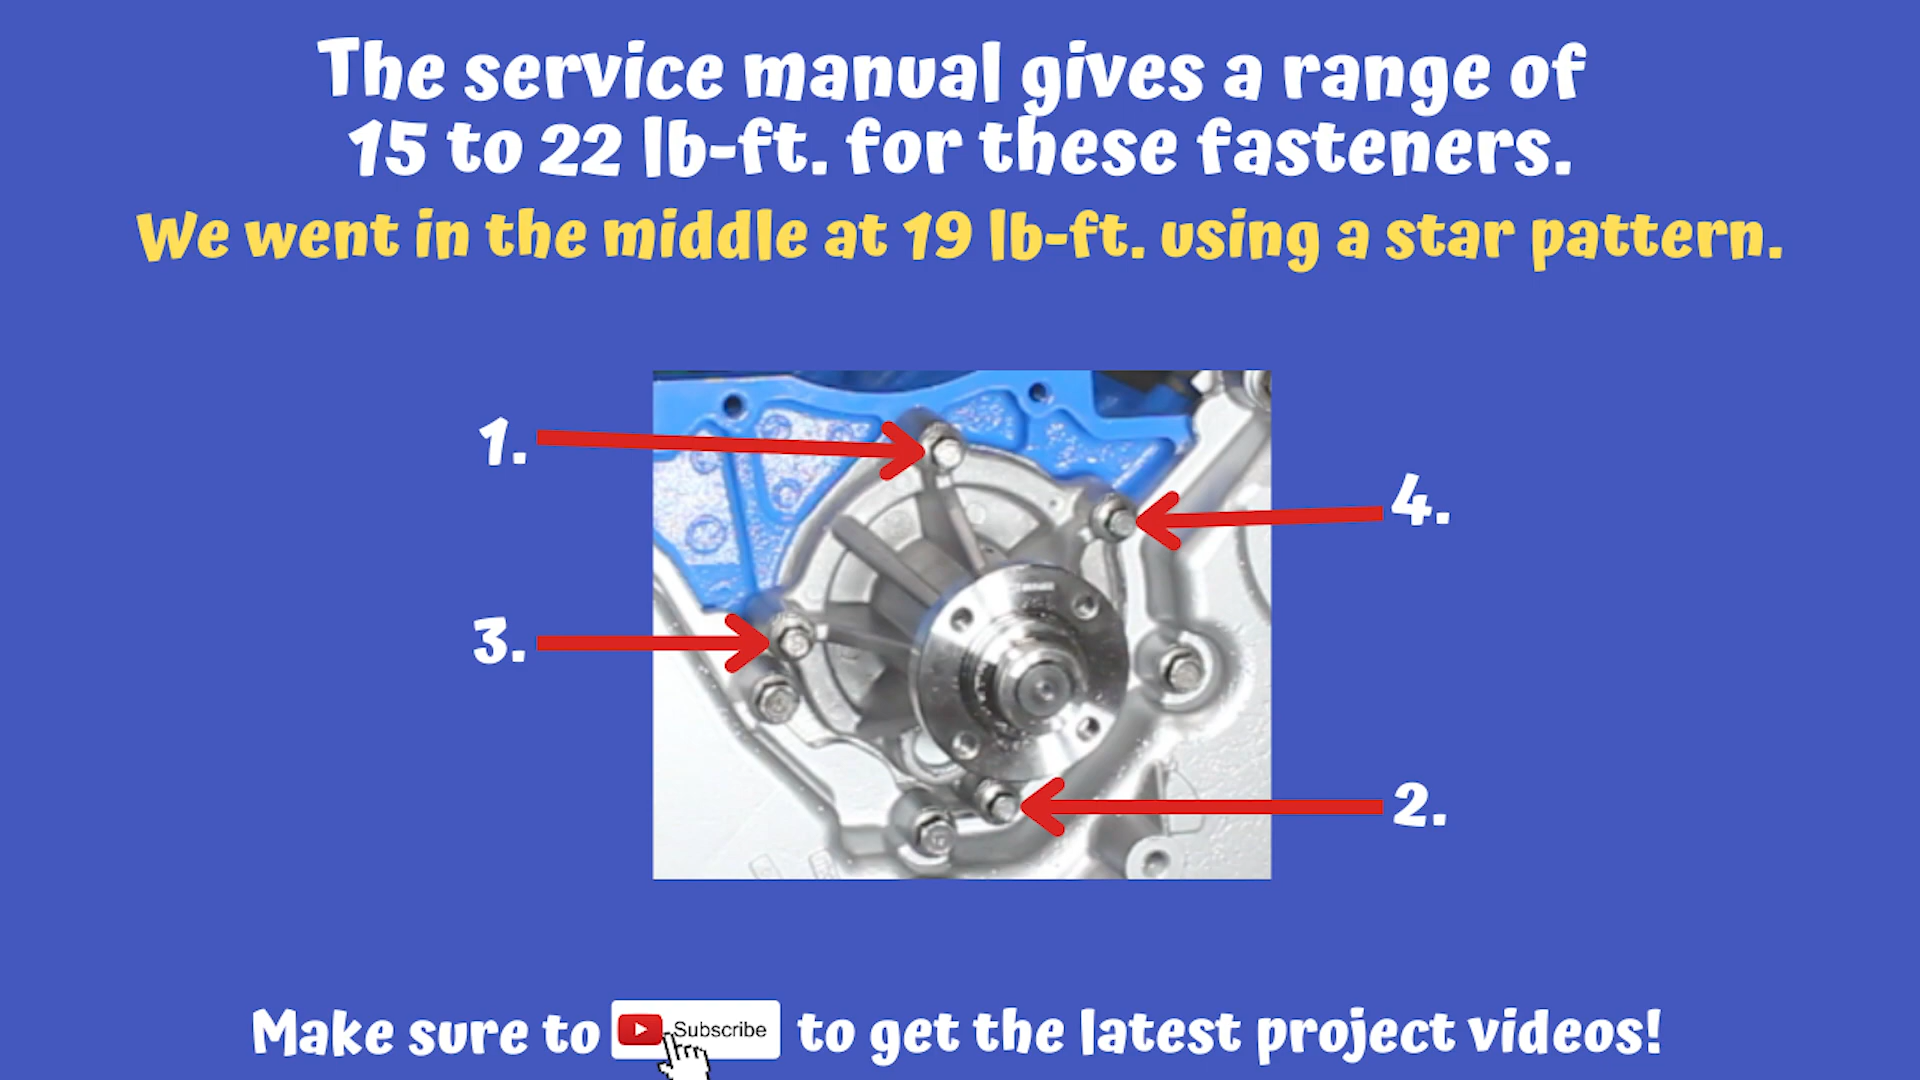 The service manual gives a range of
15 to 22 lb-ft. for these fasteners.
We went in the middle at 19 lb-ft. using a star pattern.
1.
4.
3.
2.
Make sure to Subscribe to get the latest project videos!